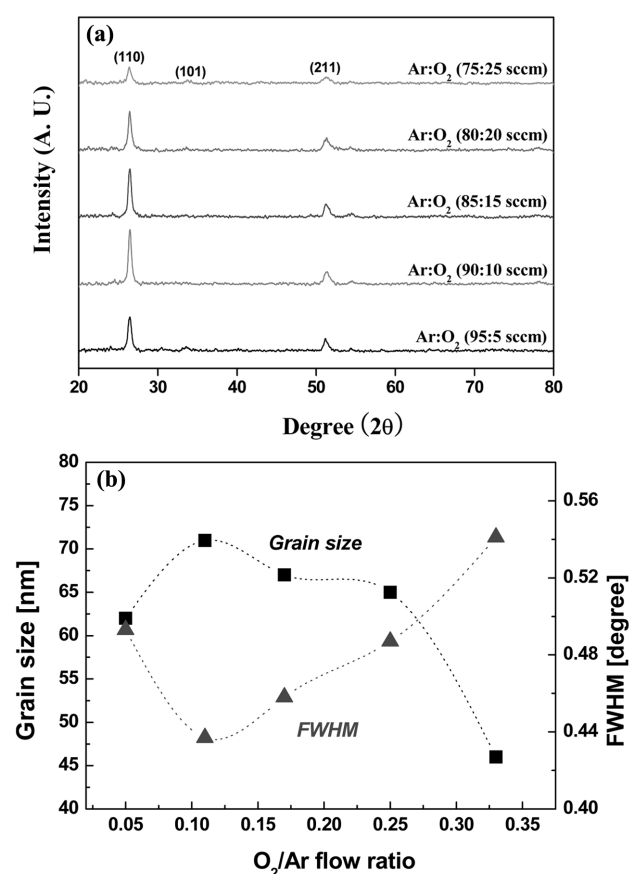 (a)
(110)
(101)
(211)
Ar:O₂ (75:25 sccm)
Ar:O₂ (80:20 sccm)
Ar:O₂ (85:15 sccm)
Ar:O₂ (90:10 sccm)
Ar:O₂ (95:5 sccm)
Intensity (A. U.)
20 30 40 50 60 70 80
Degree (2θ)
(b)
80
75
70
65
60
55
50
45
40
Grain size [nm]
Grain size
FWHM
0.56
0.52
0.48
0.44
0.40
FWHM [degree]
0.05 0.10 0.15 0.20 0.25 0.30 0.35
O₂/Ar flow ratio